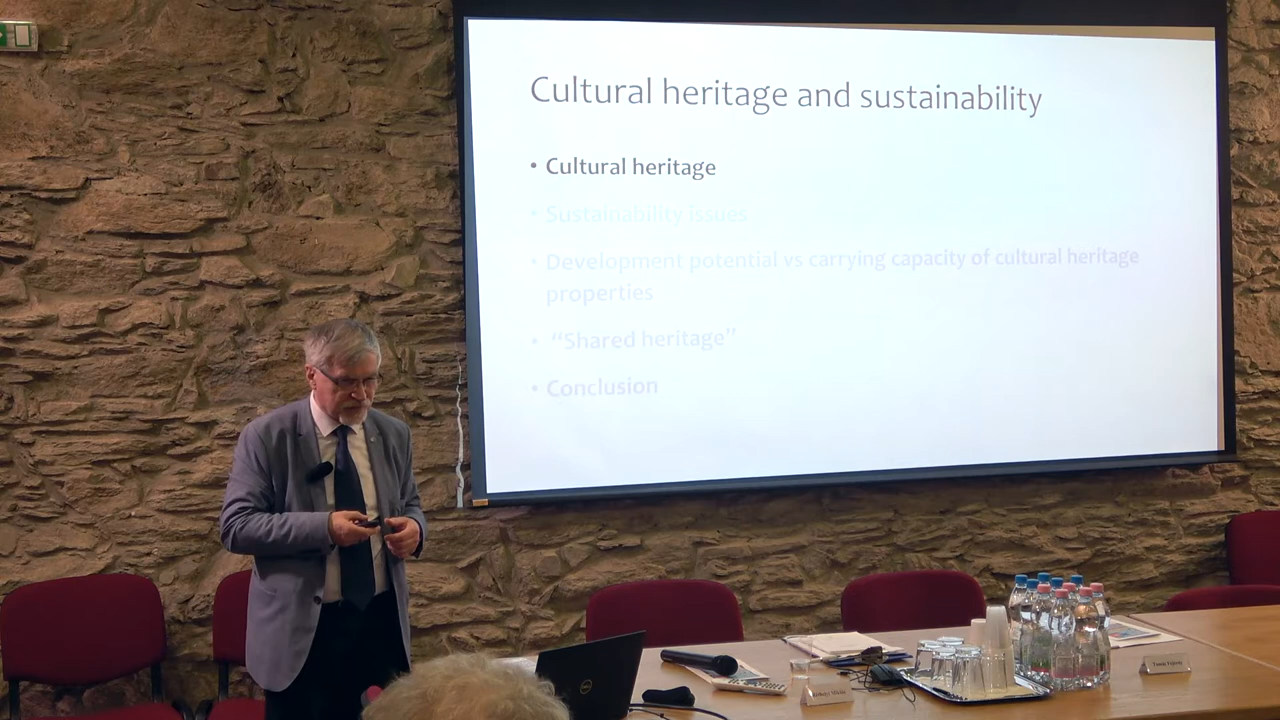 Cultural heritage and sustainability
• Cultural heritage
• Sustainability issues
• Development potential vs carrying capacity of cultural heritage
properties
• “Shared heritage”
• Conclusion
DELL